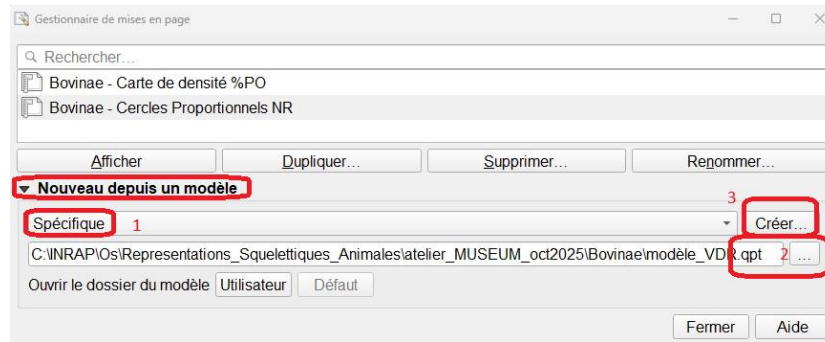 Gestionnaire de mises en page
Rechercher...
Bovinae - Carte de densité %PO
Bovinae - Cercles Proportionnels NR
Afficher Dupliquer... Supprimer... Renommer...
Nouveau depuis un modèle 3
Spécifique 1 Créer...
C:\INRAP\Os\Representations_Squelettiques_Animales\atelier_MUSEUM_oct2025\Bovinae\modèle_VDR.qpt 2 ...
Ouvrir le dossier du modèle Utilisateur Défaut
Fermer Aide